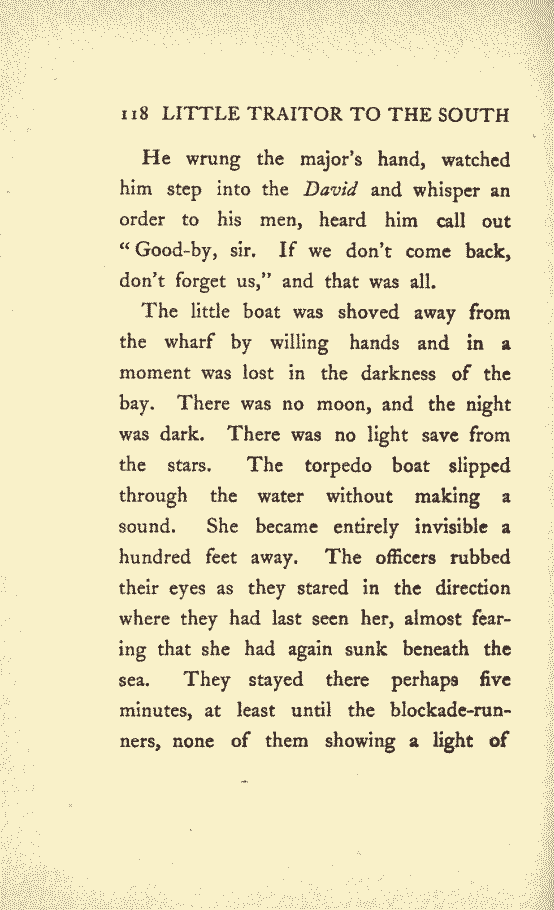 118 LITTLE TRAITOR TO THE SOUTH
He wrung the major's hand, watched
him step into the David and whisper an
order to his men, heard him call out
“Good-by, sir. If we don't come back,
don't forget us,” and that was all.
The little boat was shoved away from
the wharf by willing hands and in a
moment was lost in the darkness of the
bay. There was no moon, and the night
was dark. There was no light save from
the stars. The torpedo boat slipped
through the water without making a
sound. She became entirely invisible a
hundred feet away. The officers rubbed
their eyes as they stared in the direction
where they had last seen her, almost fear-
ing that she had again sunk beneath the
sea. They stayed there perhaps five
minutes, at least until the blockade-run-
ners, none of them showing a light of